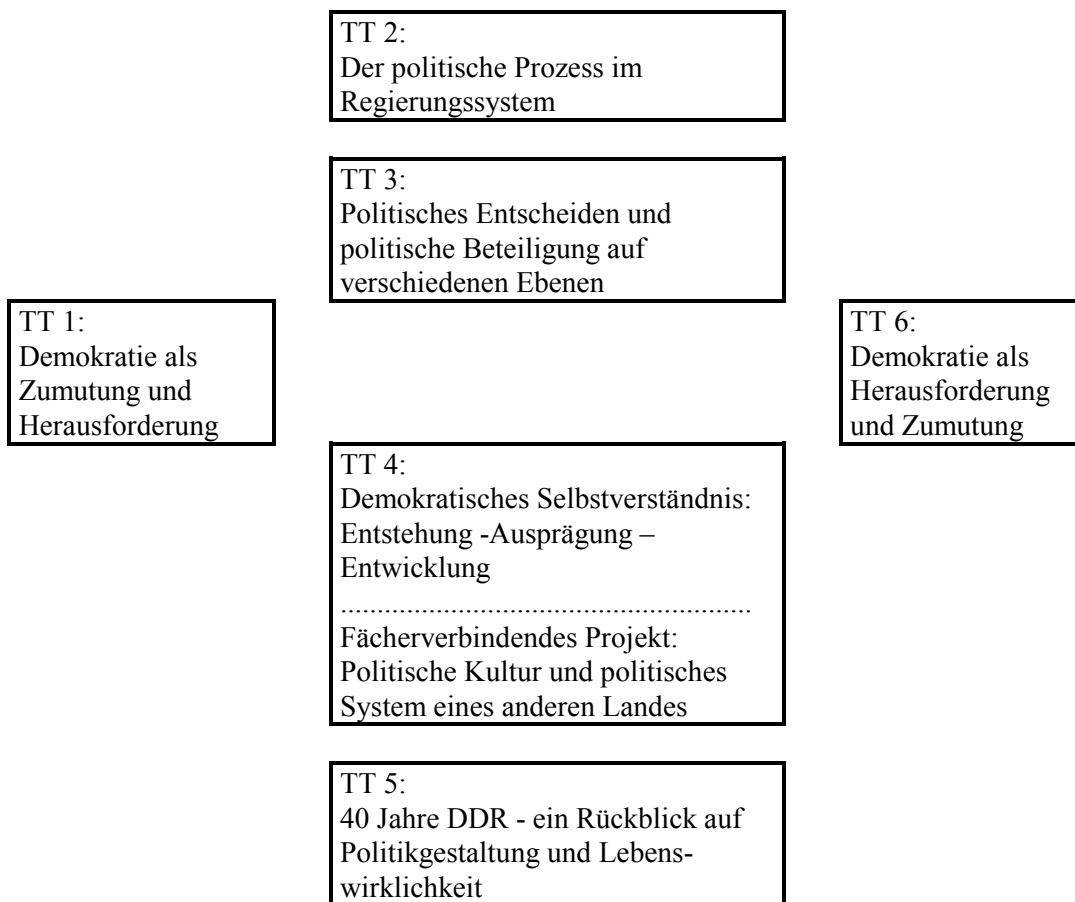 TT 2:
Der politische Prozess im
Regierungssystem
TT 3:
Politisches Entscheiden und
politische Beteiligung auf
verschiedenen Ebenen
TT 1:
Demokratie als
Zumutung und
Herausforderung
TT 6:
Demokratie als
Herausforderung
und Zumutung
TT 4:
Demokratisches Selbstverständnis:
Entstehung -Ausprägung –
Entwicklung
.......................................................
Fächerverbindendes Projekt:
Politische Kultur und politisches
System eines anderen Landes
TT 5:
40 Jahre DDR - ein Rückblick auf
Politikgestaltung und Lebens-
wirklichkeit